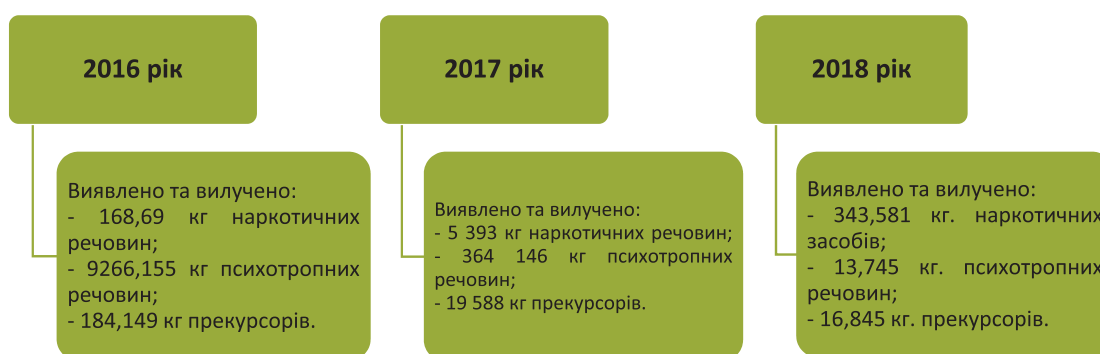 2016 рік
Виявлено та вилучено:
- 168,69 кг наркотичних
речовин;
- 9266,155 кг психотропних
речовин;
- 184,149 кг прекурсорів.
2017 рік
Виявлено та вилучено:
- 5 393 кг наркотичних речовин;
- 364 146 кг психотропних
речовин;
- 19 588 кг прекурсорів.
2018 рік
Виявлено та вилучено:
- 343,581 кг. наркотичних
засобів;
- 13,745 кг. психотропних
речовин;
- 16,845 кг. прекурсорів.